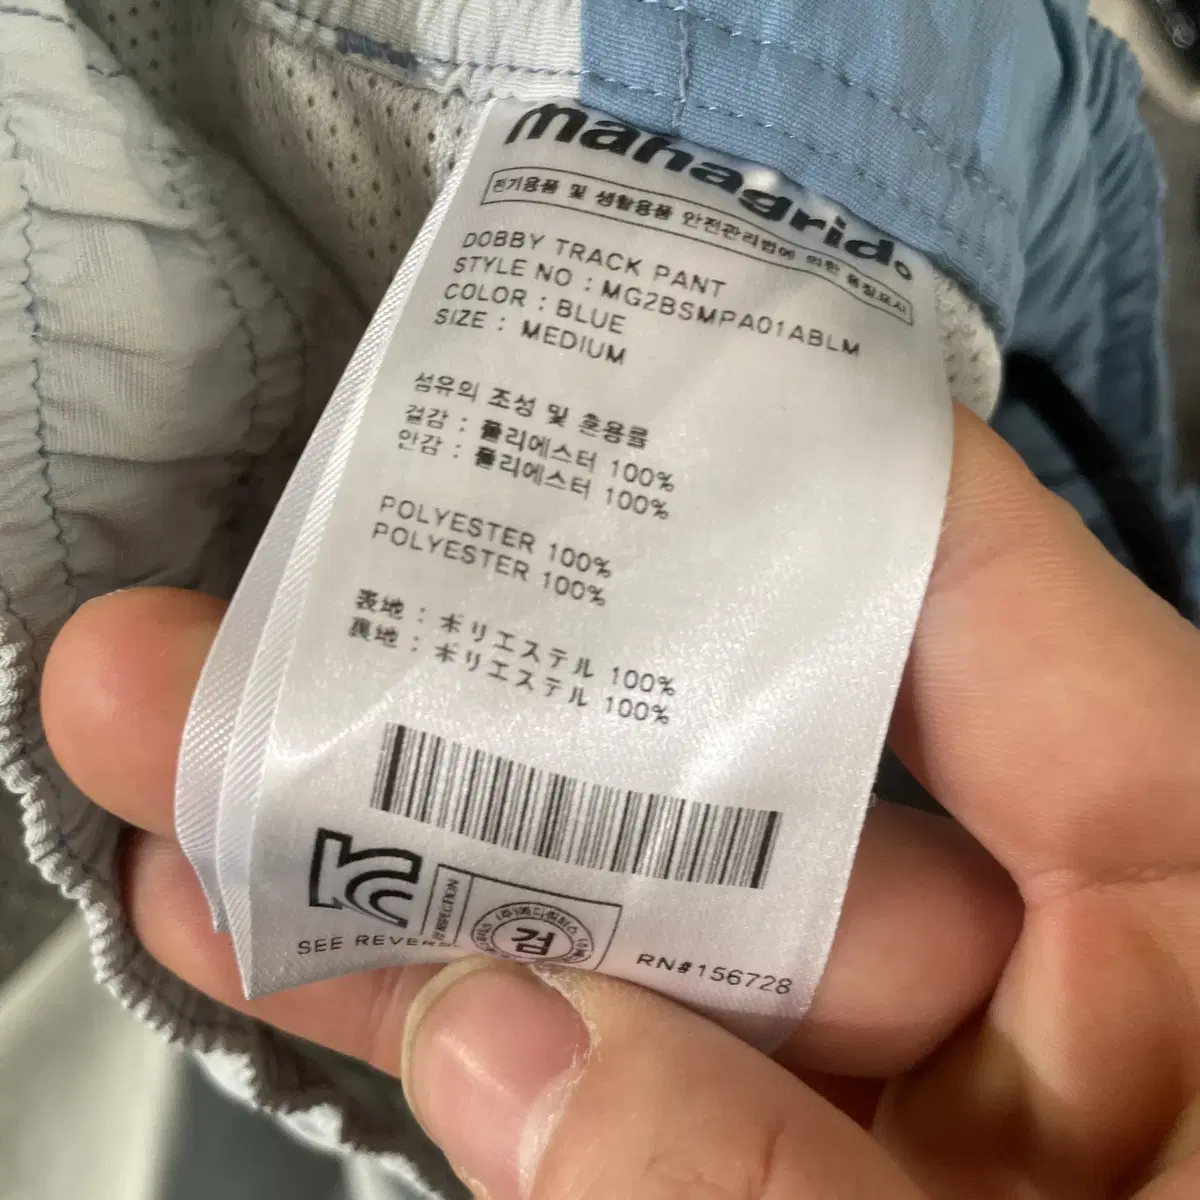 managrid.
전기용품 및 생활용품 안전관리법에 의한 품질표시
DOBBY TRACK PANT
STYLE NO : MG2BSMPA01ABLM
COLOR : BLUE
SIZE : MEDIUM
섬유의 조성 및 혼용률
겉감 : 폴리에스터 100%
안감 : 폴리에스터 100%
POLYESTER 100%
POLYESTER 100%
表地 : ポリエステル 100%
裏地 : ポリエステル 100%
KC
INSPECTION
검
SEE REVER
RN#156728